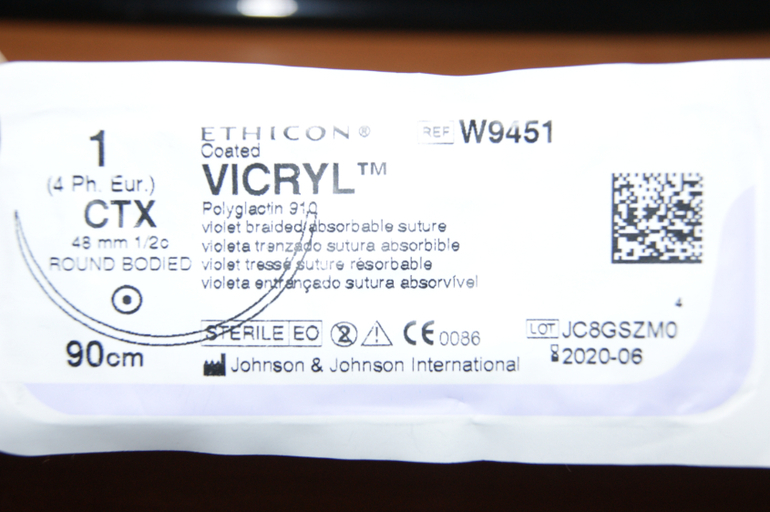 1
(4 Ph. Eur.)
CTX
48 mm 1/2c
ROUND BODIED
90cm
ETHICON®
Coated
VICRYL™
Polyglactin 910
violet braided absorbable suture
violeta trenzado sutura absorbible
violet tressé suture résorbable
violeta entrançado sutura absorvível
STERILE EO 2 CE 0086
Johnson & Johnson International
REF W9451
4
LOT JC8GSZM0
2020-06